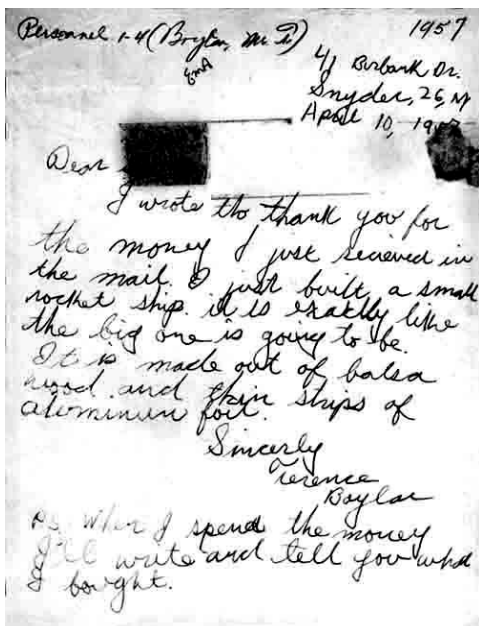 Personnel 1-4 (Boylan, Mr T.)
1957
41 Burbank Dr.
Snyder, 26, N
April 10, 1957
Dear
I wrote tho thank you for
the money I just recieved in
the mail. I just built a small
rocket ship. it is exactly like
the big one is going to be.
It is made out of balsa
wood and thin strips of
aluminum foil.
Sincerly
Terence
Boylan
P.S. When I spend the money
I'll write and tell you what
I bought.